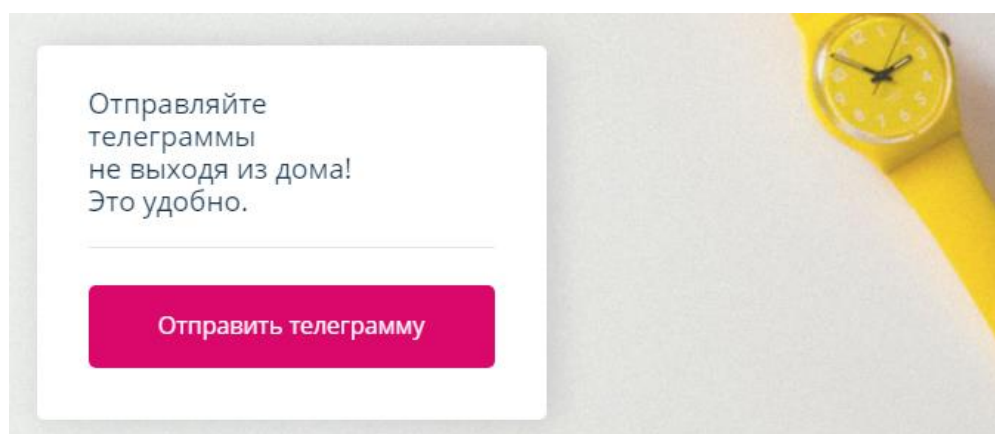 Отправляйте
телеграммы
не выходя из дома!
Это удобно.
Отправить телеграмму